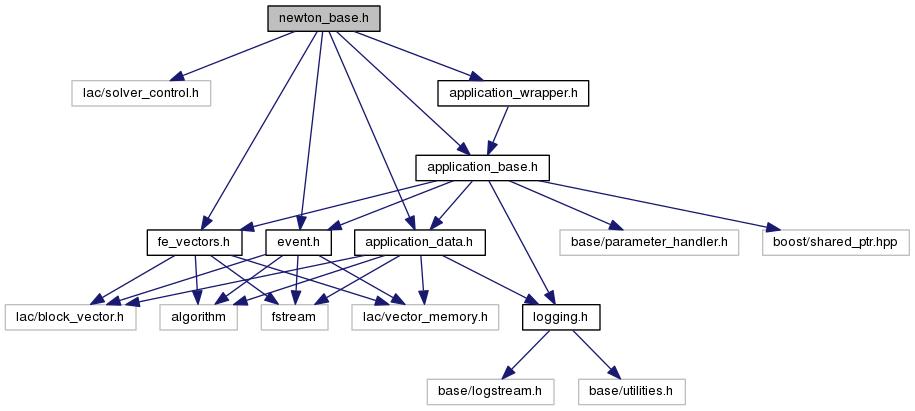 newton_base.h
lac/solver_control.h
application_wrapper.h
application_base.h
fe_vectors.h
event.h
application_data.h
base/parameter_handler.h
boost/shared_ptr.hpp
lac/block_vector.h
algorithm
fstream
lac/vector_memory.h
logging.h
base/logstream.h
base/utilities.h